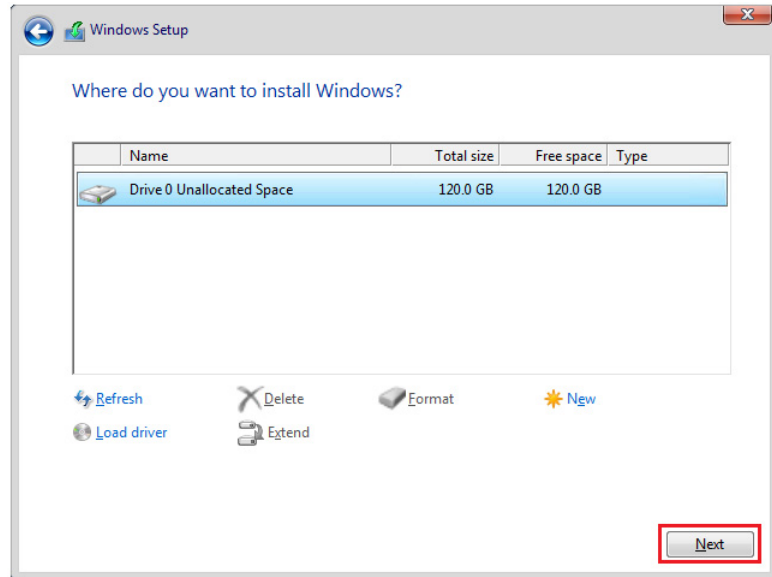 Windows Setup
Where do you want to install Windows?
Name Total size Free space Type
Drive 0 Unallocated Space 120.0 GB 120.0 GB
Refresh Delete Format New
Load driver Extend
Next